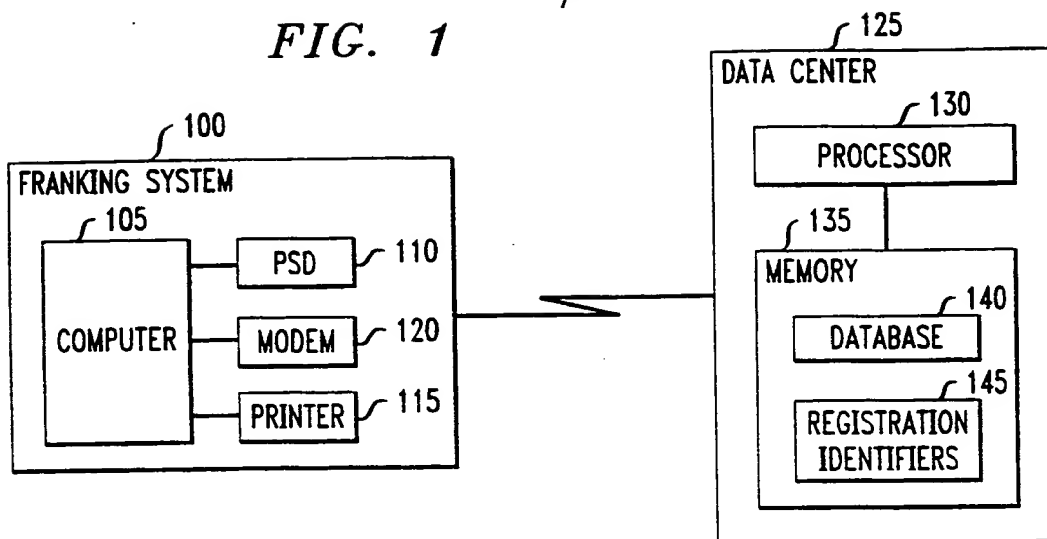 FIG. 1
125
DATA CENTER
130
PROCESSOR
135
MEMORY
140
DATABASE
145
REGISTRATION
IDENTIFIERS
100
FRANKING SYSTEM
105
COMPUTER
PSD
110
MODEM
120
PRINTER
115